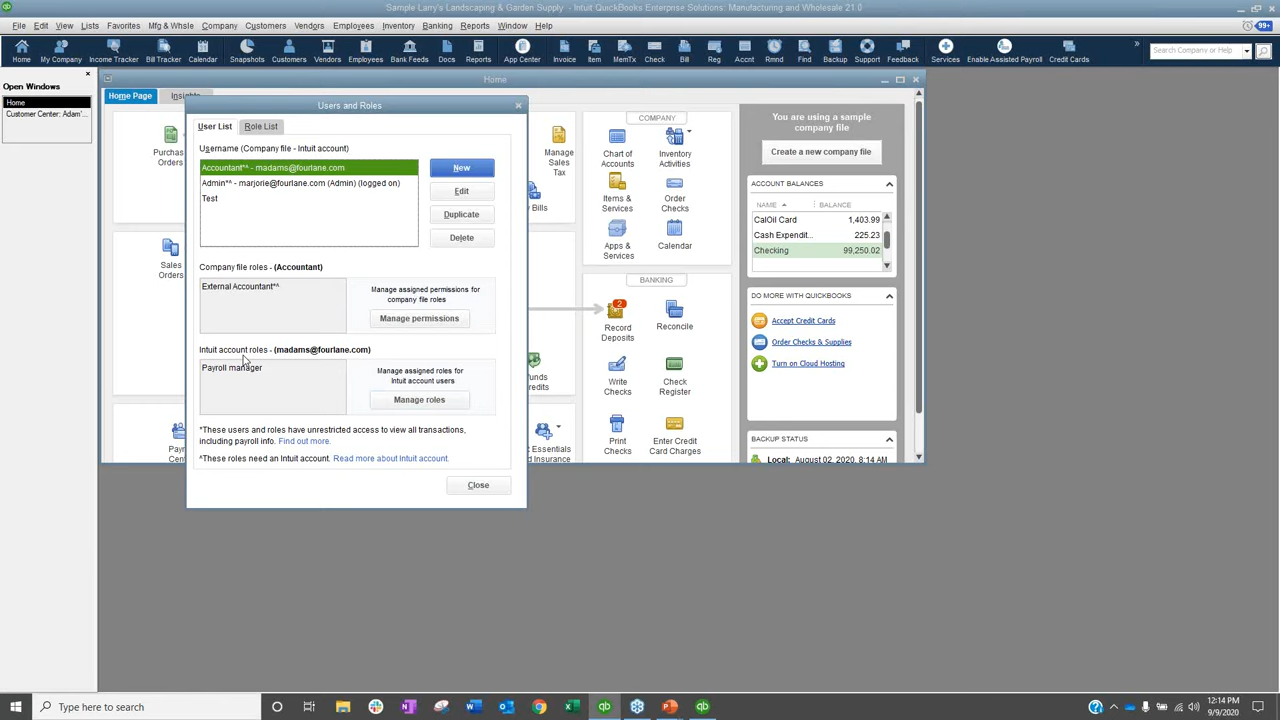 Sample Larry's Landscaping & Garden Supply - Intuit QuickBooks Enterprise Solutions: Manufacturing and Wholesale 21.0
File Edit View Lists Favorites Mfg & Whsle Company Customers Vendors Employees Inventory Banking Reports Window Help
99+
Home My Company Income Tracker Bill Tracker Calendar Snapshots Customers Vendors Employees Bank Feeds Docs Reports App Center Invoice Item MemTx Check Bill Reg Accnt Rmnd Find Backup Support Feedback Services Enable Assisted Payroll Credit Cards
»
Search Company or Help
Open Windows
Home
Customer Center: Adam'...
Home
Home Page
Insights
Purchas
Orders
Sales
Orders
Payro
Cente
Manage
Sales
Tax
y Bills
unds
redits
t Essentials
d Insurance
Users and Roles
User List
Role List
Username (Company file - Intuit account)
Accountant*^ - madams@fourlane.com
Admin*^ - marjorie@fourlane.com (Admin) (logged on)
Test
New
Edit
Duplicate
Delete
Company file roles - (Accountant)
External Accountant*^
Manage assigned permissions for
company file roles
Manage permissions
Intuit account roles - (madams@fourlane.com)
Payroll manager
Manage assigned roles for
Intuit account users
Manage roles
*These users and roles have unrestricted access to view all transactions,
including payroll info. Find out more.
^These roles need an Intuit account. Read more about Intuit account.
Close
COMPANY
Chart of
Accounts
Inventory
Activities
Items &
Services
Order
Checks
Apps &
Services
Calendar
BANKING
2
Record
Deposits
Reconcile
Write
Checks
Check
Register
Print
Checks
Enter Credit
Card Charges
You are using a sample
company file
Create a new company file
ACCOUNT BALANCES
NAME BALANCE
CalOil Card 1,403.99
Cash Expendit... 225.23
Checking 99,250.02
DO MORE WITH QUICKBOOKS
Accept Credit Cards
Order Checks & Supplies
Turn on Cloud Hosting
BACKUP STATUS
Local: August 02, 2020, 8:14 AM
Type here to search
12:14 PM
9/9/2020